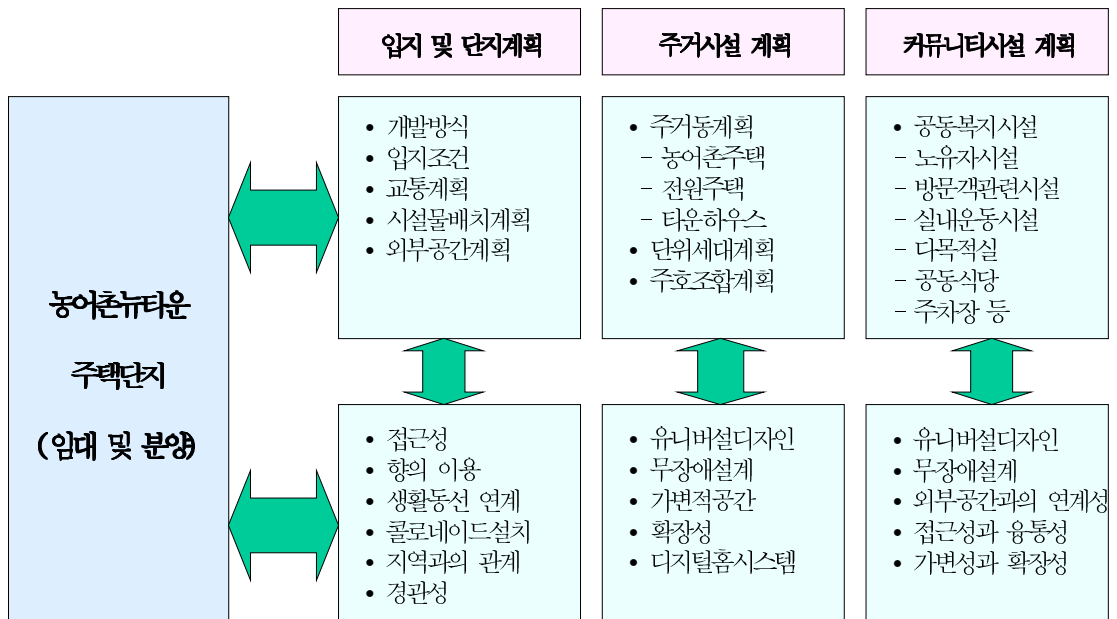 입지 및 단지계획
주거시설 계획
커뮤니티시설 계획
농어촌뉴타운
주택단지
(임대 및 분양)
• 개발방식
• 입지조건
• 교통계획
• 시설물배치계획
• 외부공간계획
• 주거동계획
– 농어촌주택
– 전원주택
– 타운하우스
• 단위세대계획
• 주호조합계획
• 공동복지시설
– 노유자시설
– 방문객관련시설
– 실내운동시설
– 다목적실
– 공동식당
– 주차장 등
• 접근성
• 향의 이용
• 생활동선 연계
• 콜로네이드설치
• 지역과의 관계
• 경관성
• 유니버설디자인
• 무장애설계
• 가변적공간
• 확장성
• 디지털홈시스템
• 유니버설디자인
• 무장애설계
• 외부공간과의 연계성
• 접근성과 융통성
• 가변성과 확장성